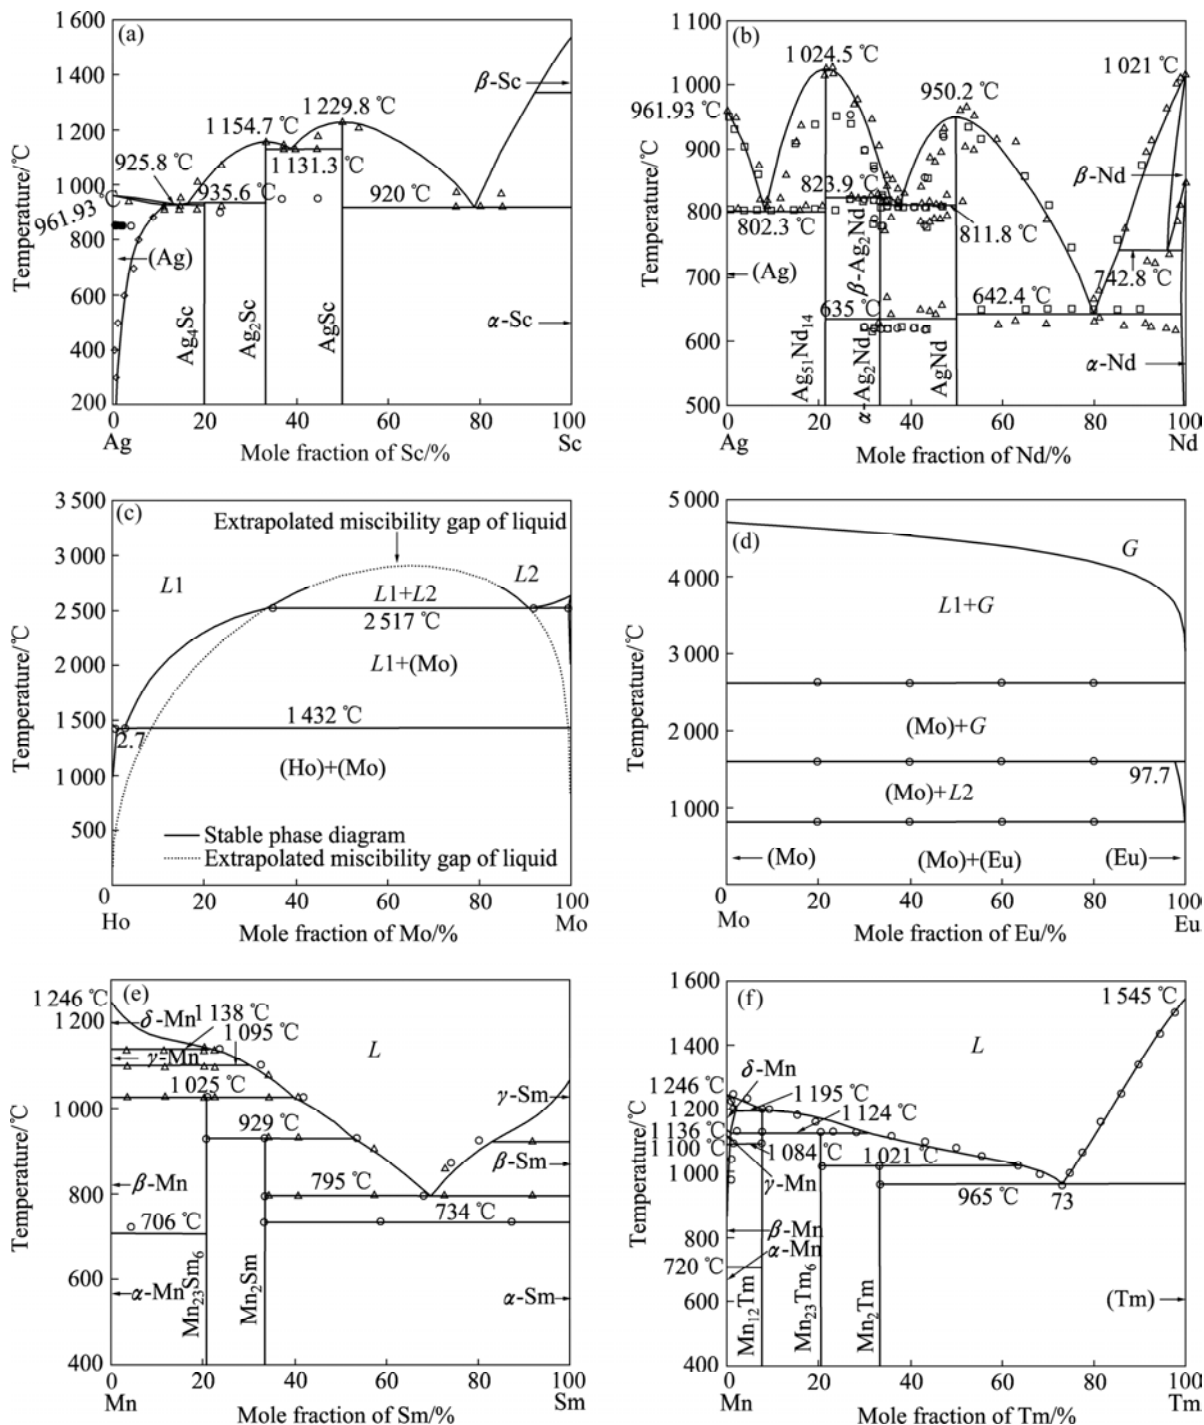 (a)
1 600
1 400
1 200
1 000
800
600
400
200
Temperature/℃
β-Sc
1 229.8 ℃
1 154.7 ℃
1 131.3 ℃
925.8 ℃
935.6 ℃
920 ℃
961.93 ℃
(Ag)
Ag4Sc
Ag2Sc
AgSc
α-Sc
0 20 40 60 80 100
Ag Mole fraction of Sc/% Sc
(b)
1 100
1 000
900
800
700
600
500
Temperature/℃
1 024.5 ℃
1 021 ℃
961.93 ℃
950.2 ℃
823.9 ℃
802.3 ℃
811.8 ℃
β-Nd
742.8 ℃
(Ag)
β-Ag2Nd
635 ℃
642.4 ℃
Ag51Nd14
α-Ag2Nd
AgNd
α-Nd
0 20 40 60 80 100
Ag Mole fraction of Nd/% Nd
(c)
3 500
3 000
2 500
2 000
1 500
1 000
500
Temperature/℃
Extrapolated miscibility gap of liquid
L1
L2
L1+L2
2 517 ℃
L1+(Mo)
1 432 ℃
2.7
(Ho)+(Mo)
Stable phase diagram
Extrapolated miscibility gap of liquid
0 20 40 60 80 100
Ho Mole fraction of Mo/% Mo
(d)
5 000
4 000
3 000
2 000
1 000
Temperature/℃
G
L1+G
(Mo)+G
97.7
(Mo)+L2
(Mo) (Mo)+(Eu) (Eu)
0 20 40 60 80 100
Mo Mole fraction of Eu/% Eu
(e)
1 246 ℃
1 200
1 000
800
600
400
Temperature/℃
δ-Mn
1 138 ℃
1 095 ℃
γ-Mn
L
1 025 ℃
γ-Sm
929 ℃
β-Sm
β-Mn
795 ℃
706 ℃
734 ℃
α-Mn
Mn23Sm6
Mn2Sm
α-Sm
0 20 40 60 80 100
Mn Mole fraction of Sm/% Sm
(f)
1 600
1 400
1 246 ℃
1 200
1 136 ℃
1 100 ℃
1 000
800
720 ℃
600
400
Temperature/℃
1 545 ℃
L
δ-Mn
1 195 ℃
1 124 ℃
1 084 ℃
1 021 ℃
γ-Mn
965 ℃
73
β-Mn
α-Mn
Mn12Tm
Mn23Tm6
Mn2Tm
(Tm)
0 20 40 60 80 100
Mn Mole fraction of Tm/% Tm